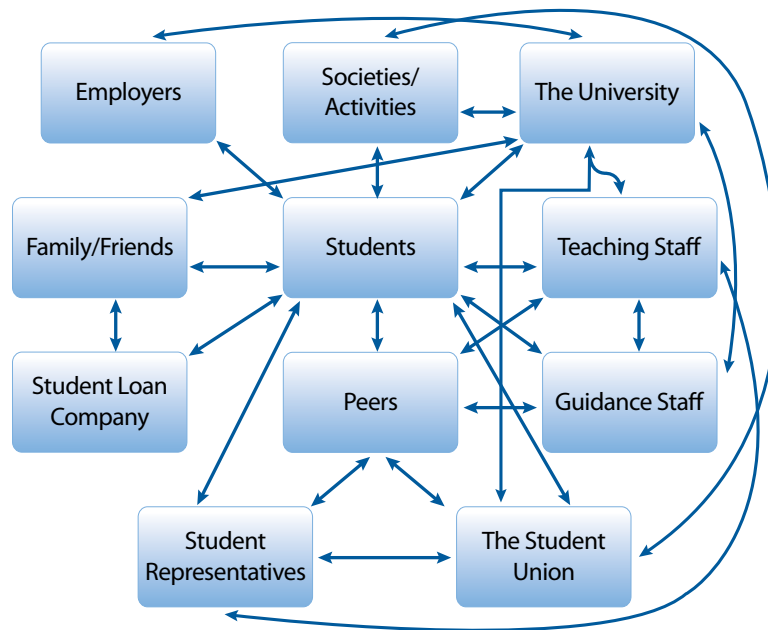 Employers
Societies/
Activities
The University
Family/Friends
Students
Teaching Staff
Student Loan
Company
Peers
Guidance Staff
Student
Representatives
The Student
Union